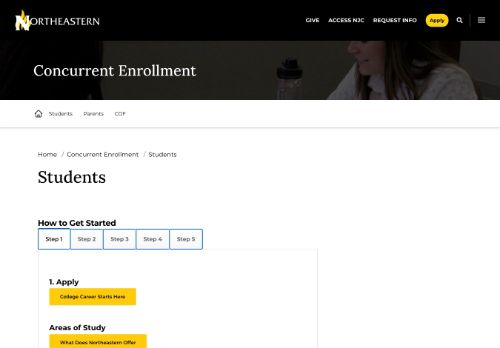 NORTHEASTERN
GIVE ACCESS NJC REQUEST INFO Apply
Concurrent Enrollment
Students Parents COF
Home / Concurrent Enrollment / Students
Students
How to Get Started
Step 1 Step 2 Step 3 Step 4 Step 5
1. Apply
College Career Starts Here
Areas of Study
What Does Northeastern Offer